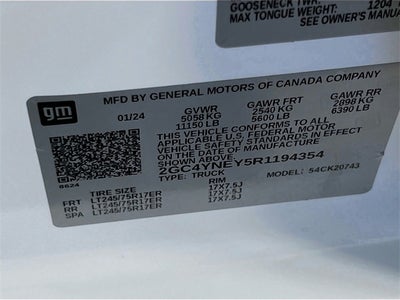 GOOSENECK TWR:
MAX TONGUE WEIGHT: 1204
SEE OWNER'S MANUA
gm
MFD BY GENERAL MOTORS OF CANADA COMPANY
01/24 GVWR GAWR FRT GAWR RR
5058 KG 2540 KG 2898 KG
11150 LB 5600 LB 6390 LB
THIS VEHICLE CONFORMS TO ALL
APPLICABLE U.S. FEDERAL MOTOR
VEHICLE SAFETY STANDARDS IN EFFECT
ON THE DATE OF MANUFACTURE
SHOWN ABOVE.
2GC4YNEY5R1194354
6624 TYPE: TRUCK MODEL: 54CK20743
TIRE SIZE RIM
FRT LT245/75R17ER 17X7.5J
RR LT245/75R17ER 17X7.5J
SPA LT245/75R17ER 17X7.5J